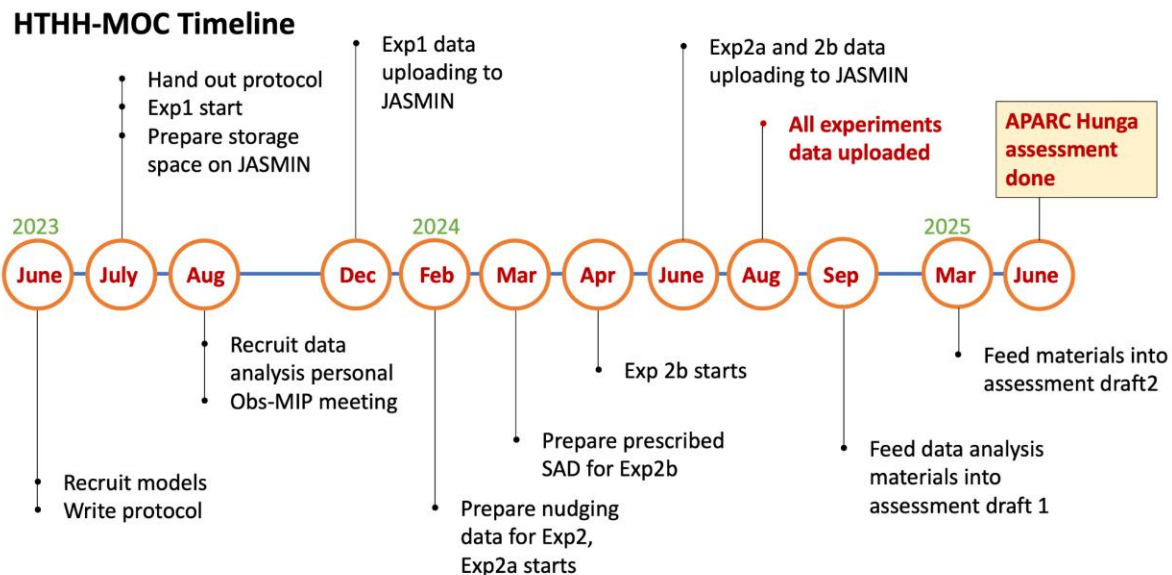 HTHH-MOC Timeline
Hand out protocol
Exp1 start
Prepare storage
space on JASMIN
Exp1 data
uploading to
JASMIN
Exp2a and 2b data
uploading to JASMIN
All experiments
data uploaded
APARC Hunga
assessment
done
2023
2024
2025
June
July
Aug
Dec
Feb
Mar
Apr
June
Aug
Sep
Mar
June
Recruit models
Write protocol
Recruit data
analysis personal
Obs-MIP meeting
Prepare nudging
data for Exp2,
Exp2a starts
Prepare prescribed
SAD for Exp2b
Exp 2b starts
Feed data analysis
materials into
assessment draft 1
Feed materials into
assessment draft2